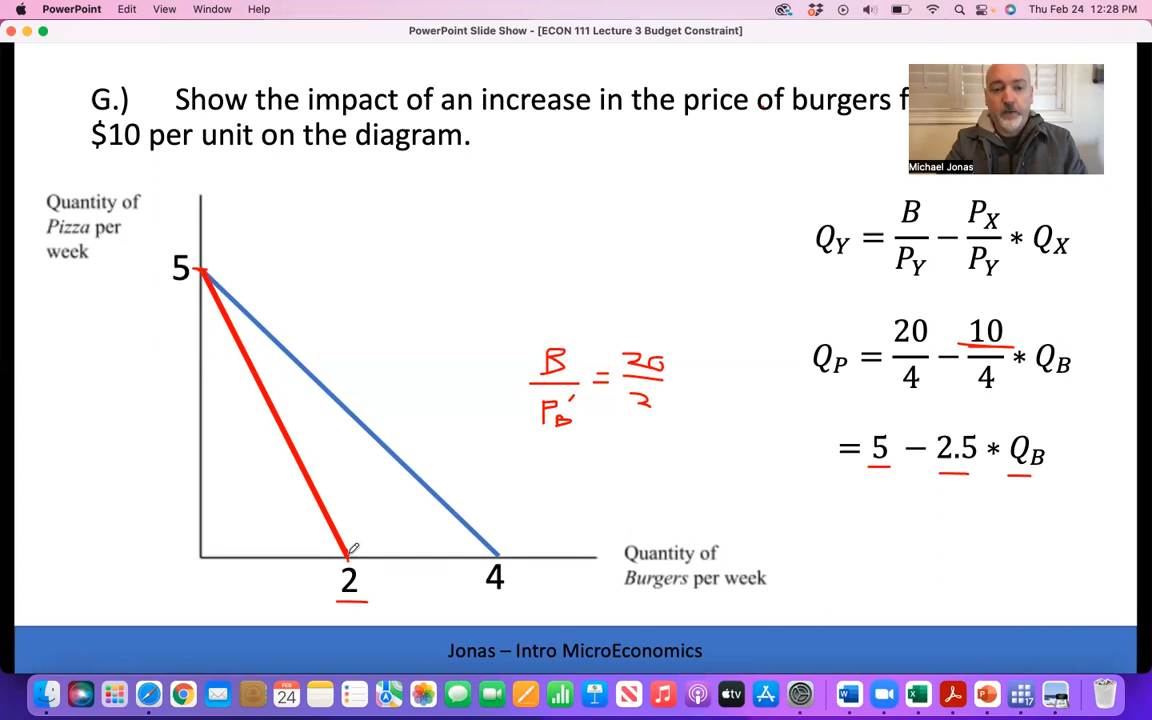 PowerPoint File Edit View Window Help Thu Feb 24 12:28 PM
PowerPoint Slide Show - [ECON 111 Lecture 3 Budget Constraint]
G.) Show the impact of an increase in the price of burgers f
$10 per unit on the diagram.
Michael Jonas
Quantity of
Pizza per
week
5
Q_Y = B/P_Y − P_X/P_Y * Q_X
Q_P = 20/4 − 10/4 * Q_B
= 5 − 2.5 * Q_B
B/P_B' = 20/2
2
4
Quantity of
Burgers per week
Jonas – Intro MicroEconomics
FEB
24
tv
17